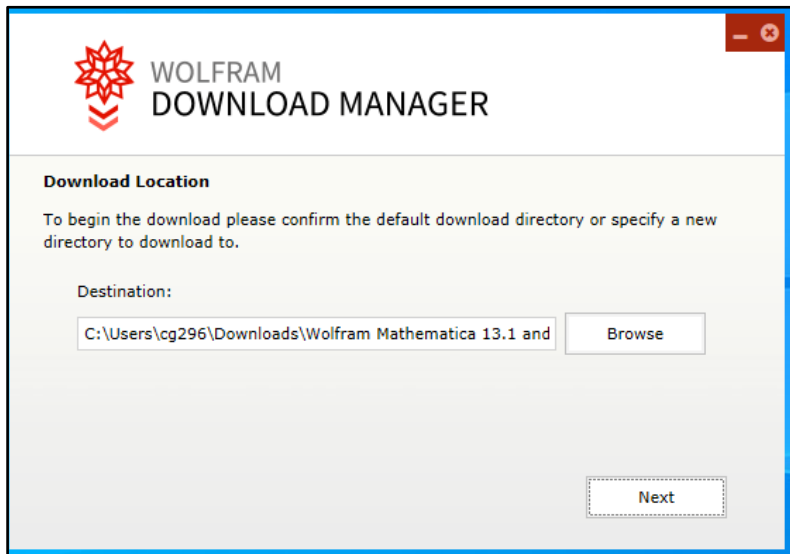 WOLFRAM
DOWNLOAD MANAGER
Download Location
To begin the download please confirm the default download directory or specify a new
directory to download to.
Destination:
C:\Users\cg296\Downloads\Wolfram Mathematica 13.1 and
Browse
Next